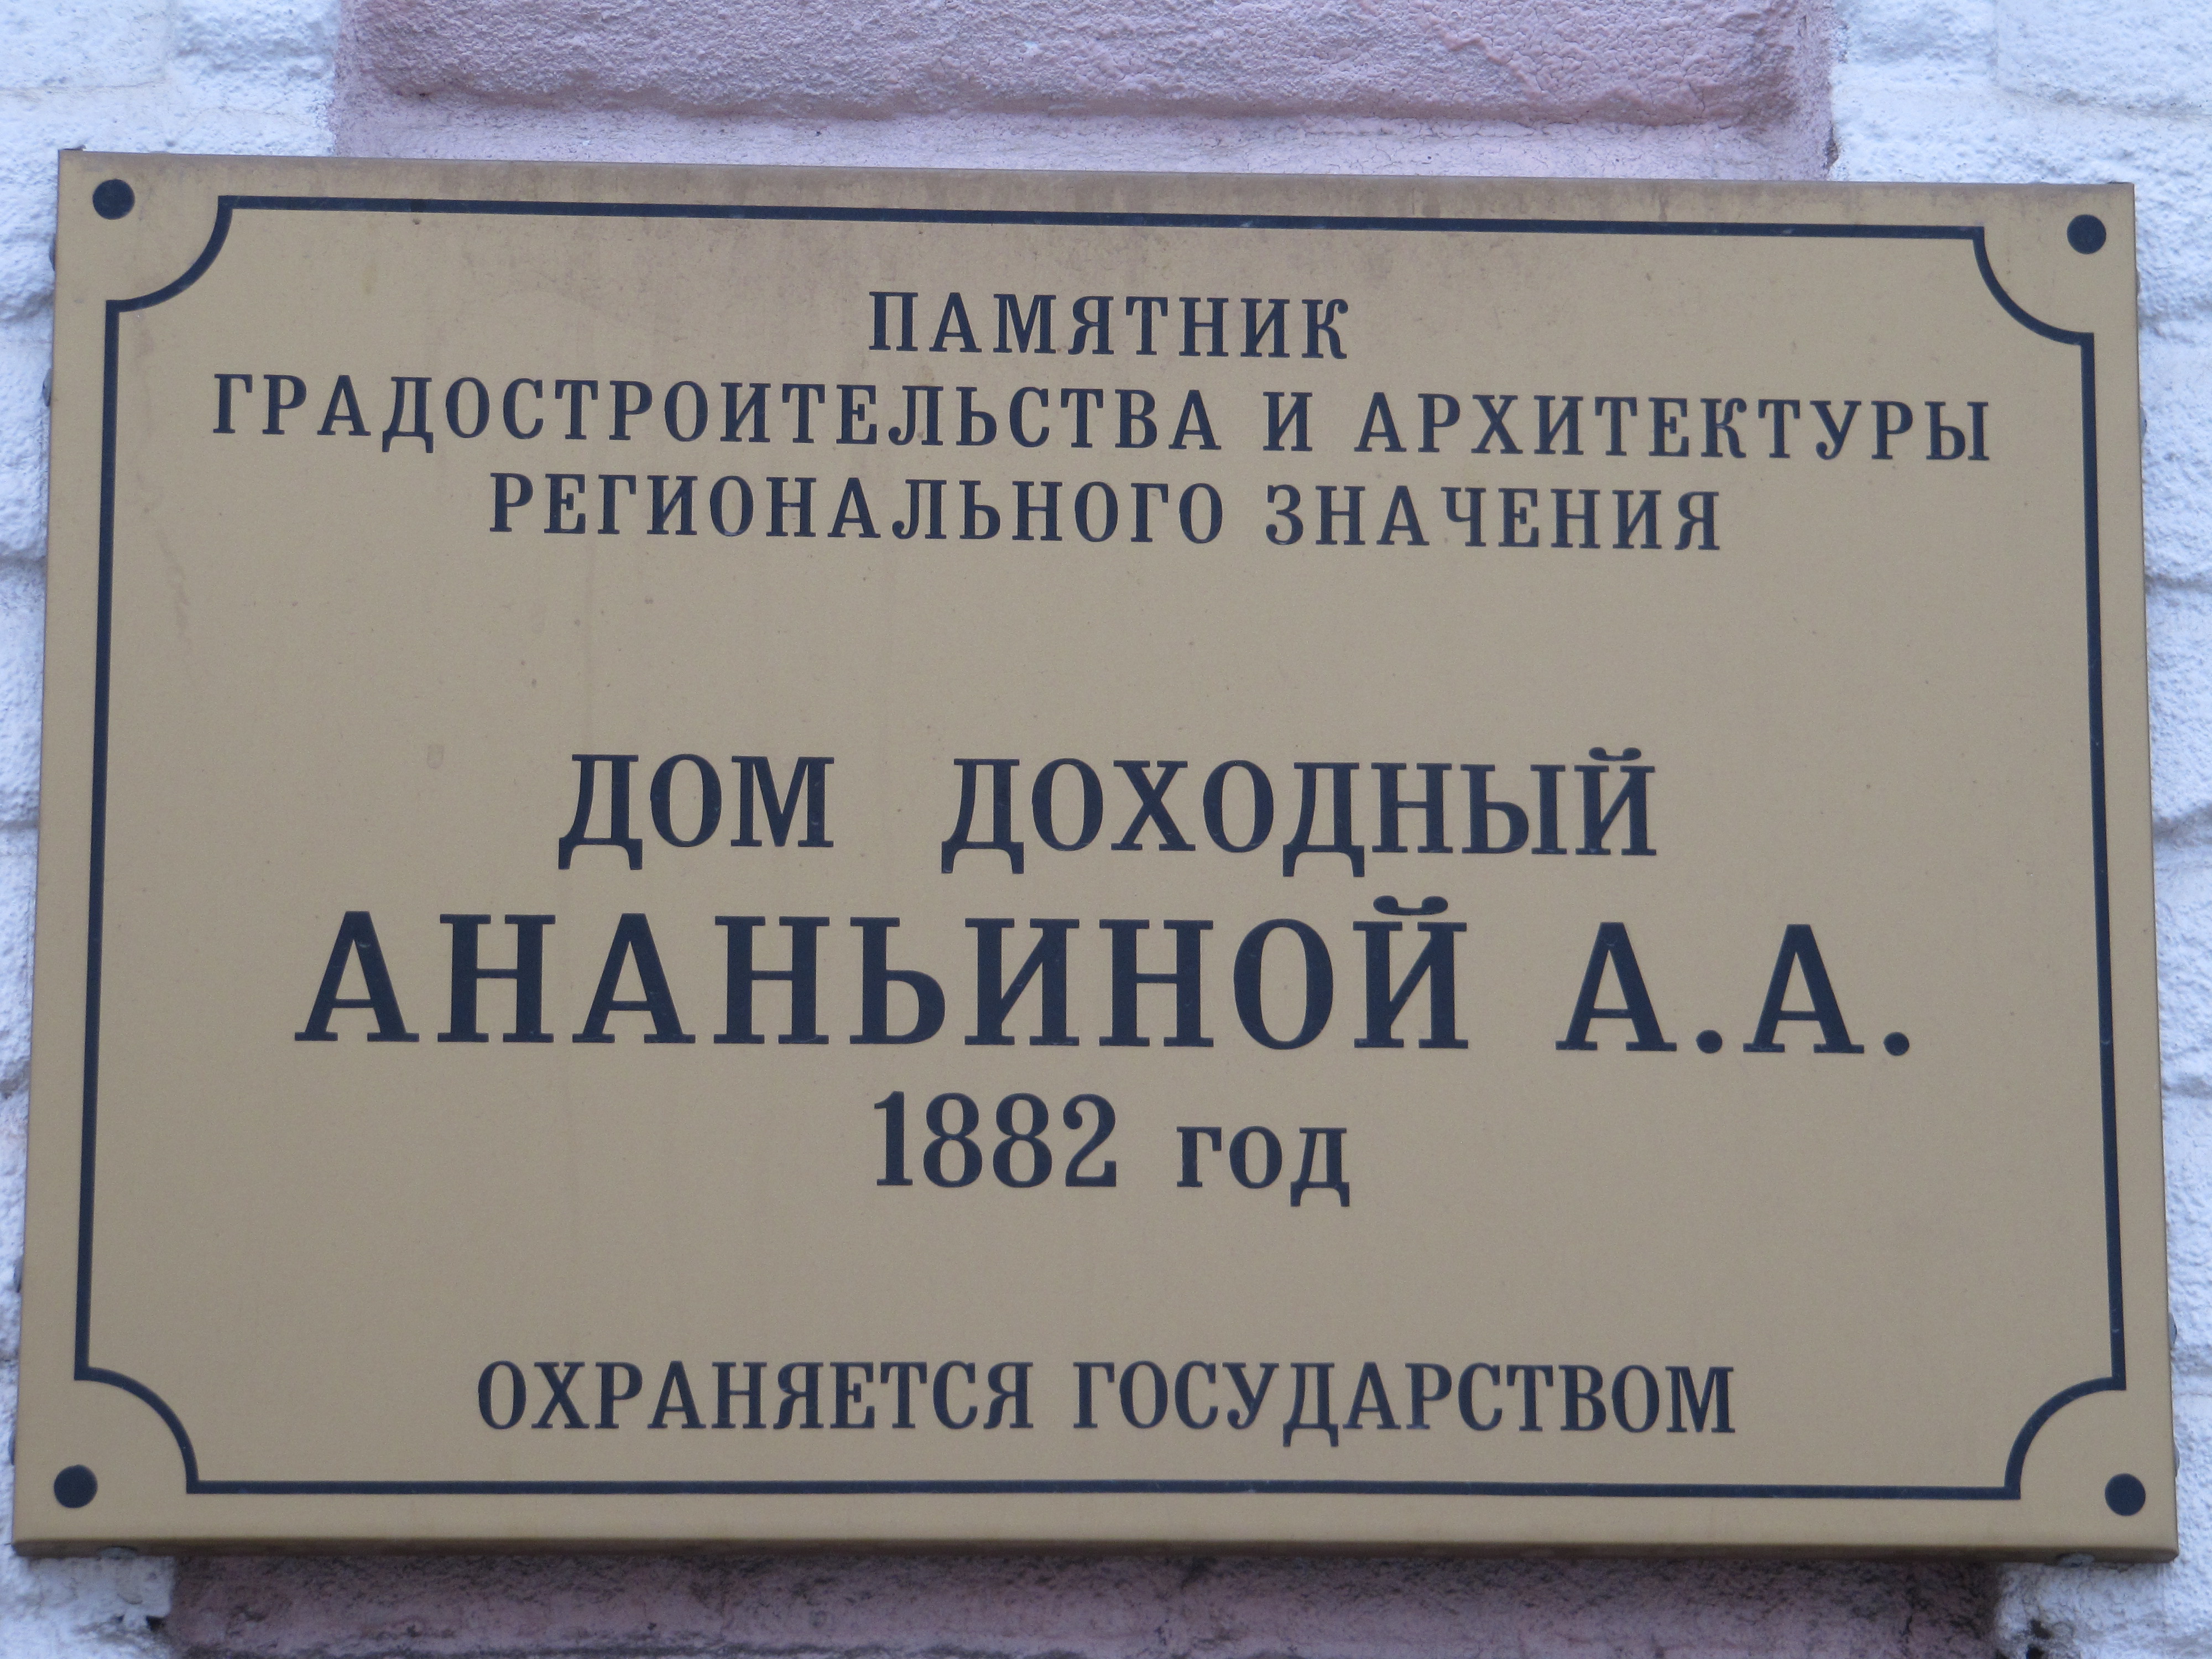 ПАМЯТНИК
ГРАДОСТРОИТЕЛЬСТВА И АРХИТЕКТУРЫ
РЕГИОНАЛЬНОГО ЗНАЧЕНИЯ
ДОМ ДОХОДНЫЙ
АНАНЬИНОЙ А.А.
1882 год
ОХРАНЯЕТСЯ ГОСУДАРСТВОМ